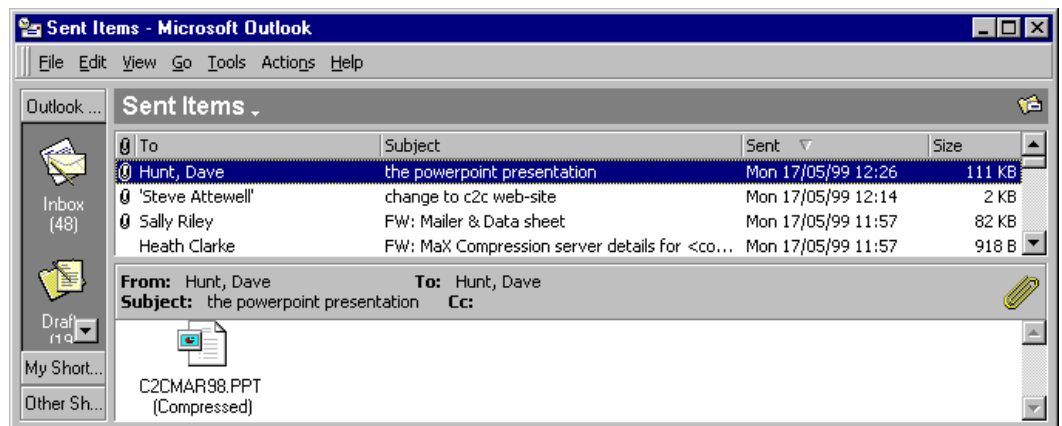 Sent Items - Microsoft Outlook
File Edit View Go Tools Actions Help
Outlook ...
Sent Items
To Subject Sent Size
Hunt, Dave the powerpoint presentation Mon 17/05/99 12:26 111 KB
'Steve Attewell' change to c2c web-site Mon 17/05/99 12:14 2 KB
Sally Riley FW: Mailer & Data sheet Mon 17/05/99 11:57 82 KB
Heath Clarke FW: MaX Compression server details for <co... Mon 17/05/99 11:57 918 B
Inbox
(48)
From: Hunt, Dave To: Hunt, Dave
Subject: the powerpoint presentation Cc:
C2CMAR98.PPT
(Compressed)
My Short...
Other Sh...